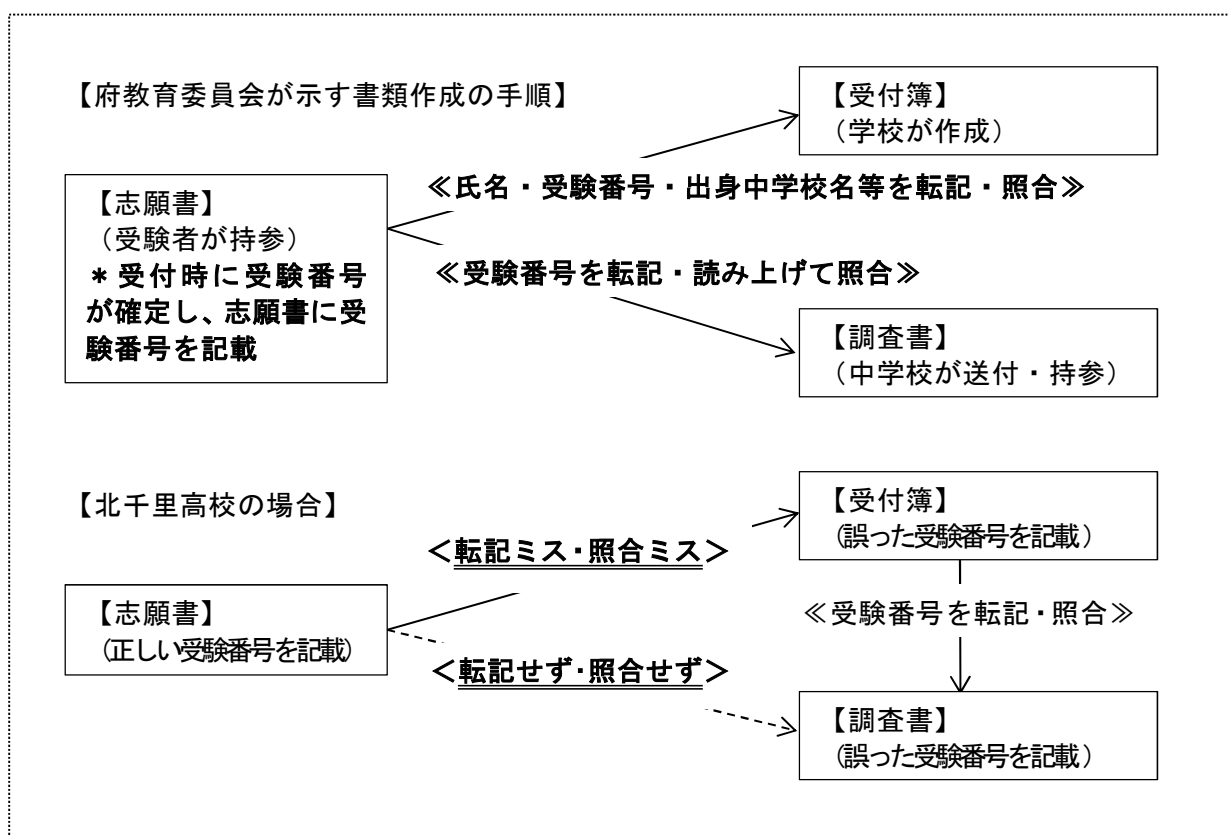 【府教育委員会が示す書類作成の手順】
【受付簿】
（学校が作成）
≪氏名・受験番号・出身中学校名等を転記・照合≫
【志願書】
（受験者が持参）
＊受付時に受験番号
が確定し、志願書に受
験番号を記載
≪受験番号を転記・読み上げて照合≫
【調査書】
（中学校が送付・持参）
【北千里高校の場合】
【受付簿】
（誤った受験番号を記載）
＜転記ミス・照合ミス＞
【志願書】
（正しい受験番号を記載）
≪受験番号を転記・照合≫
＜転記せず・照合せず＞
【調査書】
（誤った受験番号を記載）